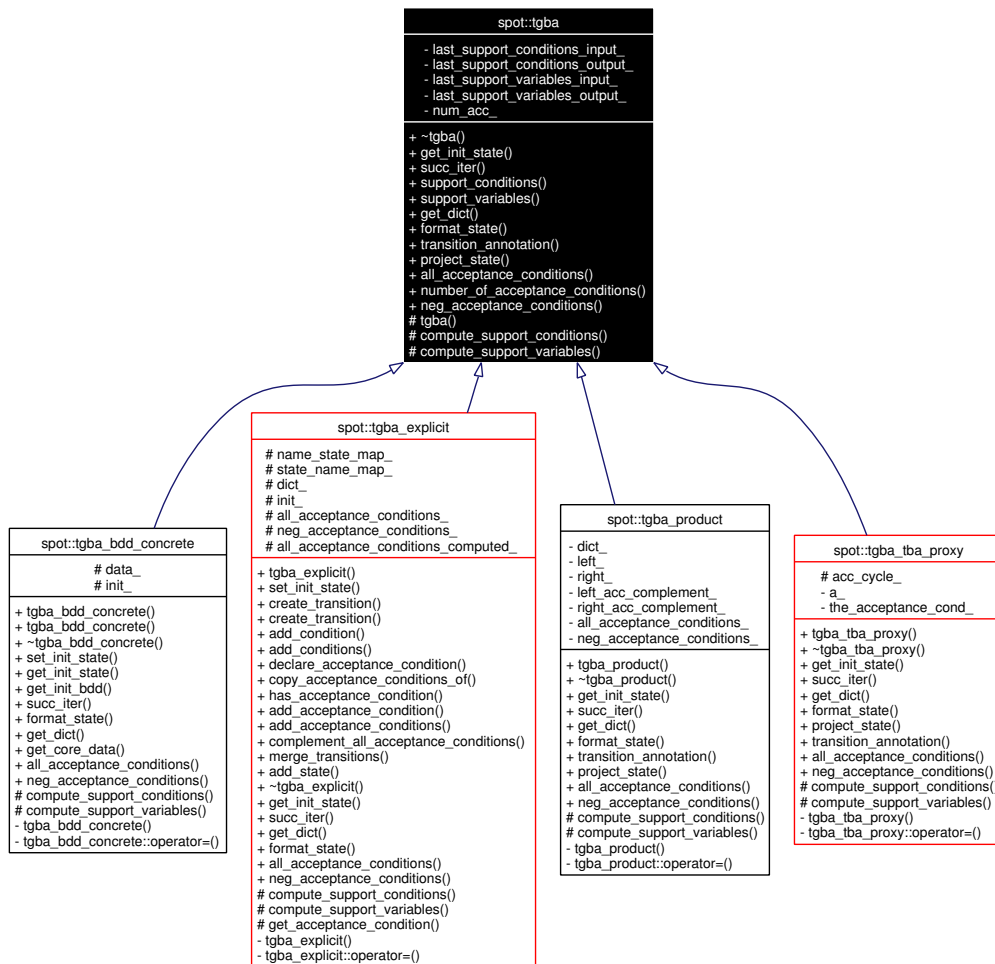 spot::tgba
- last_support_conditions_input_
- last_support_conditions_output_
- last_support_variables_input_
- last_support_variables_output_
- num_acc_
+ ~tgba()
+ get_init_state()
+ succ_iter()
+ support_conditions()
+ support_variables()
+ get_dict()
+ format_state()
+ transition_annotation()
+ project_state()
+ all_acceptance_conditions()
+ number_of_acceptance_conditions()
+ neg_acceptance_conditions()
# tgba()
# compute_support_conditions()
# compute_support_variables()
spot::tgba_bdd_concrete
# data_
# init_
+ tgba_bdd_concrete()
+ tgba_bdd_concrete()
+ ~tgba_bdd_concrete()
+ set_init_state()
+ get_init_state()
+ get_init_bdd()
+ succ_iter()
+ format_state()
+ get_dict()
+ get_core_data()
+ all_acceptance_conditions()
+ neg_acceptance_conditions()
# compute_support_conditions()
# compute_support_variables()
- tgba_bdd_concrete()
- tgba_bdd_concrete::operator=()
spot::tgba_explicit
# name_state_map_
# state_name_map_
# dict_
# init_
# all_acceptance_conditions_
# neg_acceptance_conditions_
# all_acceptance_conditions_computed_
+ tgba_explicit()
+ set_init_state()
+ create_transition()
+ create_transition()
+ add_condition()
+ add_conditions()
+ declare_acceptance_condition()
+ copy_acceptance_conditions_of()
+ has_acceptance_condition()
+ add_acceptance_condition()
+ add_acceptance_conditions()
+ complement_all_acceptance_conditions()
+ merge_transitions()
+ add_state()
+ ~tgba_explicit()
+ get_init_state()
+ succ_iter()
+ get_dict()
+ format_state()
+ all_acceptance_conditions()
+ neg_acceptance_conditions()
# compute_support_conditions()
# compute_support_variables()
# get_acceptance_condition()
- tgba_explicit()
- tgba_explicit::operator=()
spot::tgba_product
- dict_
- left_
- right_
- left_acc_complement_
- right_acc_complement_
- all_acceptance_conditions_
- neg_acceptance_conditions_
+ tgba_product()
+ ~tgba_product()
+ get_init_state()
+ succ_iter()
+ get_dict()
+ format_state()
+ transition_annotation()
+ project_state()
+ all_acceptance_conditions()
+ neg_acceptance_conditions()
# compute_support_conditions()
# compute_support_variables()
- tgba_product()
- tgba_product::operator=()
spot::tgba_tba_proxy
# acc_cycle_
- a_
- the_acceptance_cond_
+ tgba_tba_proxy()
+ ~tgba_tba_proxy()
+ get_init_state()
+ succ_iter()
+ get_dict()
+ format_state()
+ project_state()
+ transition_annotation()
+ all_acceptance_conditions()
+ neg_acceptance_conditions()
# compute_support_conditions()
# compute_support_variables()
- tgba_tba_proxy()
- tgba_tba_proxy::operator=()